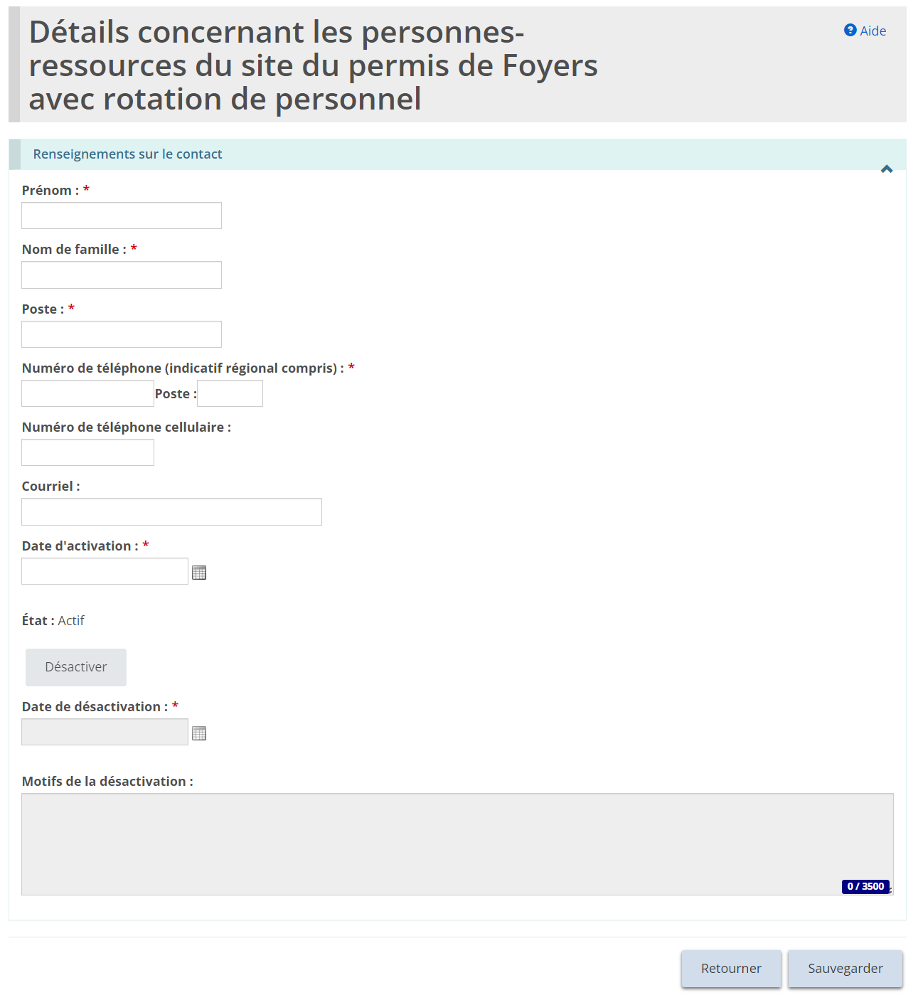 Détails concernant les personnes-
ressources du site du permis de Foyers
avec rotation de personnel
Aide
Renseignements sur le contact
Prénom : *
Nom de famille : *
Poste : *
Numéro de téléphone (indicatif régional compris) : *
Poste :
Numéro de téléphone cellulaire :
Courriel :
Date d'activation : *
État : Actif
Désactiver
Date de désactivation : *
Motifs de la désactivation :
0 / 3500
Retourner
Sauvegarder